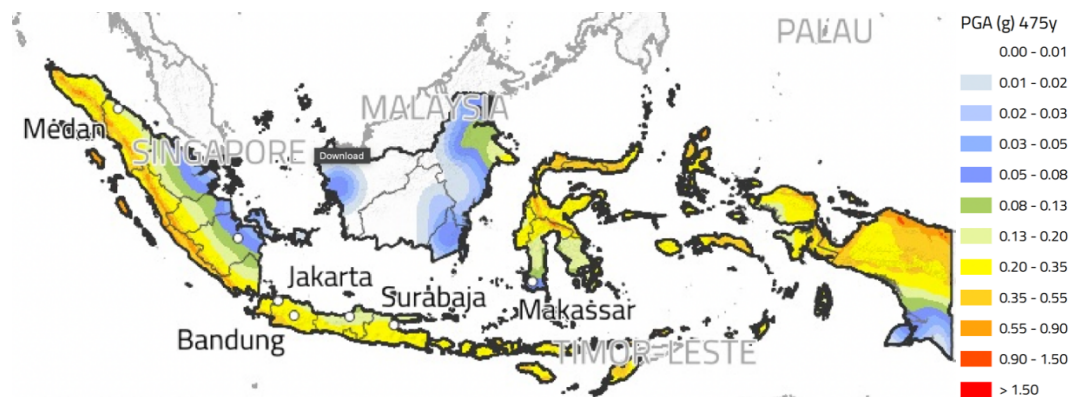 PALAU
MALAYSIA
Medan
SINGAPORE
Download
Jakarta
Surabaja
Makassar
Bandung
TIMOR-LESTE
PGA (g) 475y
0.00 - 0.01
0.01 - 0.02
0.02 - 0.03
0.03 - 0.05
0.05 - 0.08
0.08 - 0.13
0.13 - 0.20
0.20 - 0.35
0.35 - 0.55
0.55 - 0.90
0.90 - 1.50
> 1.50